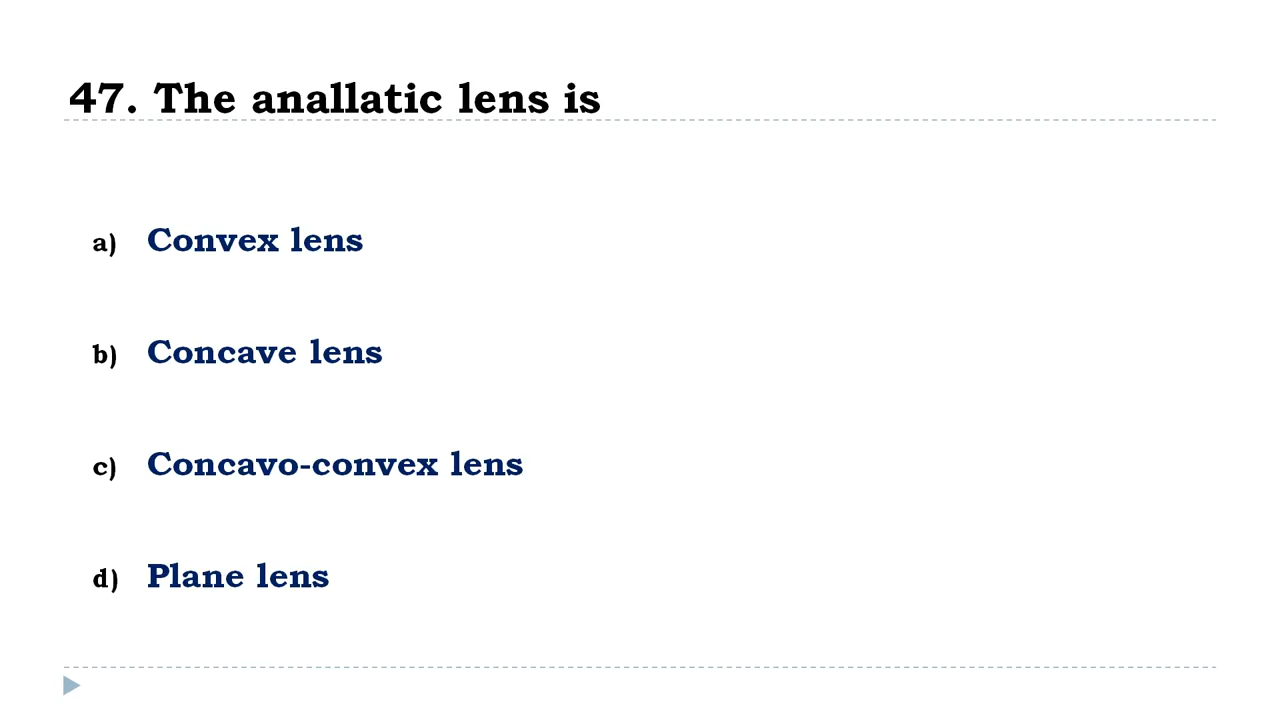 47. The anallatic lens is
a) Convex lens
b) Concave lens
c) Concavo-convex lens
d) Plane lens